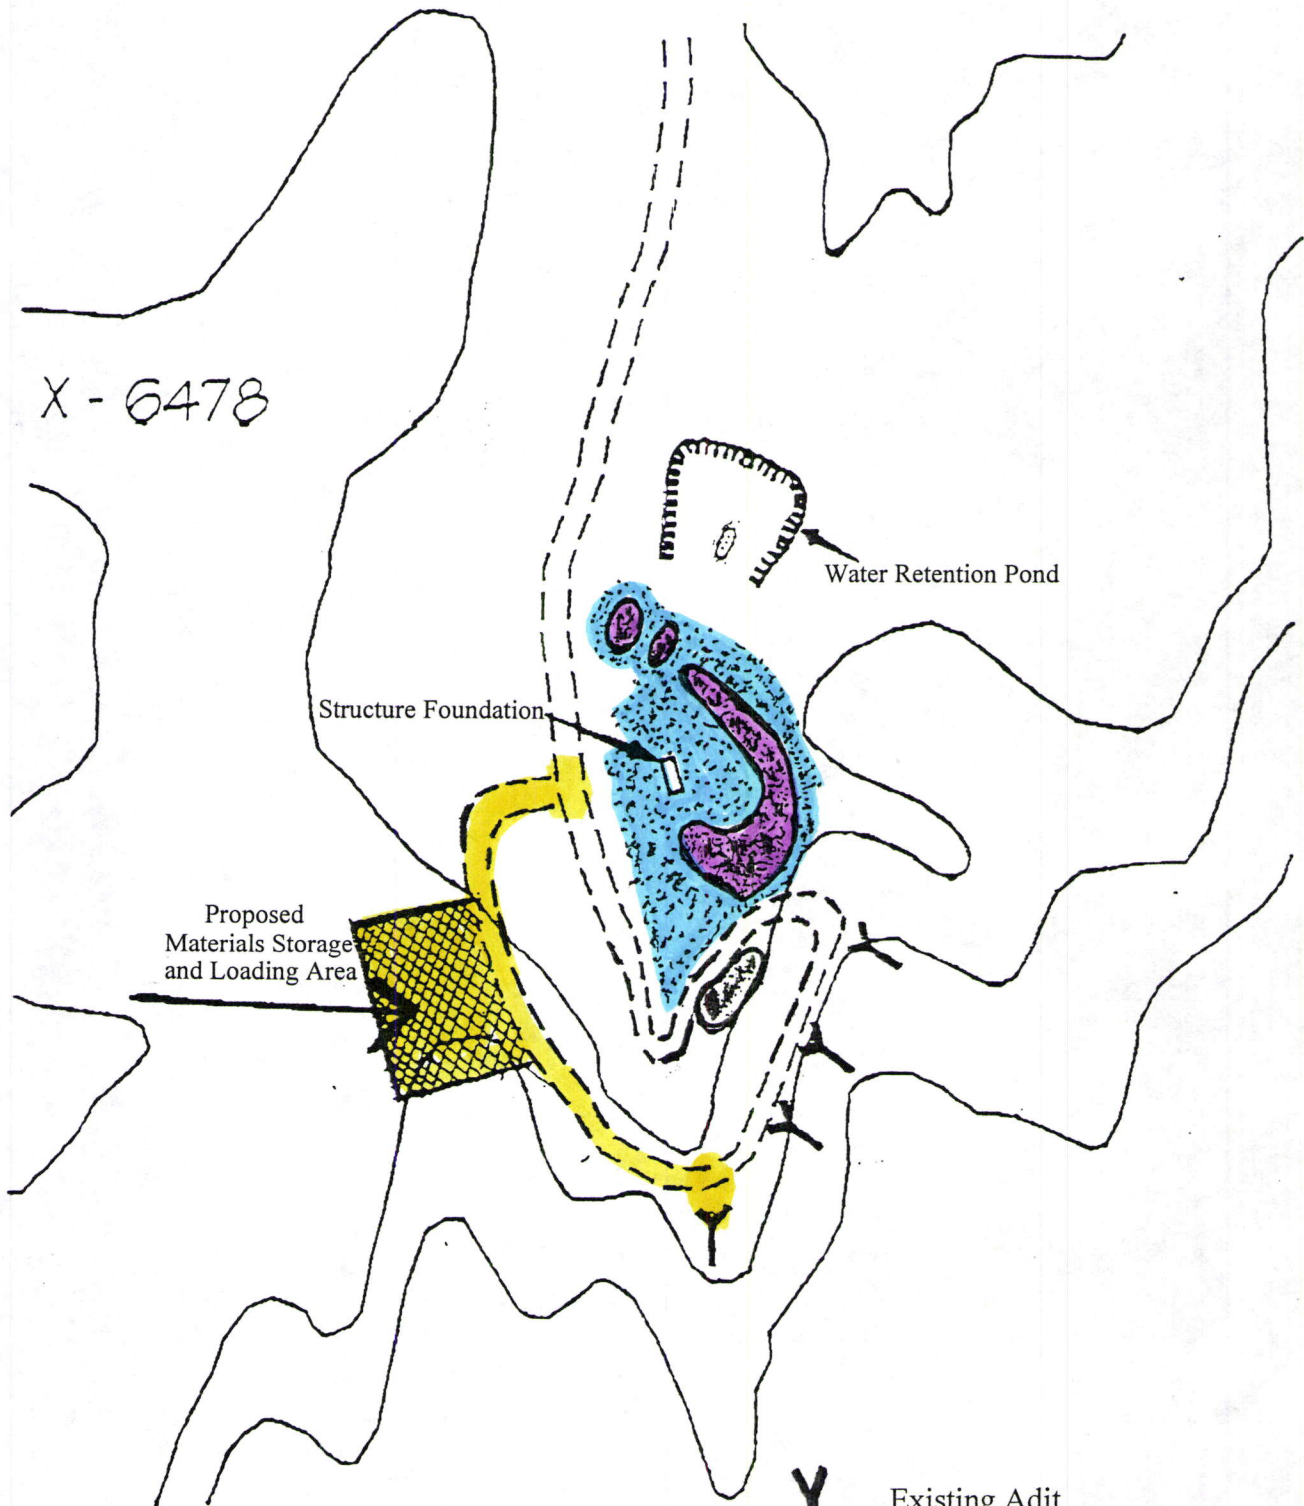 X - 6478
Water Retention Pond
Structure Foundation
Proposed
Materials Storage
and Loading Area
Existing Adit